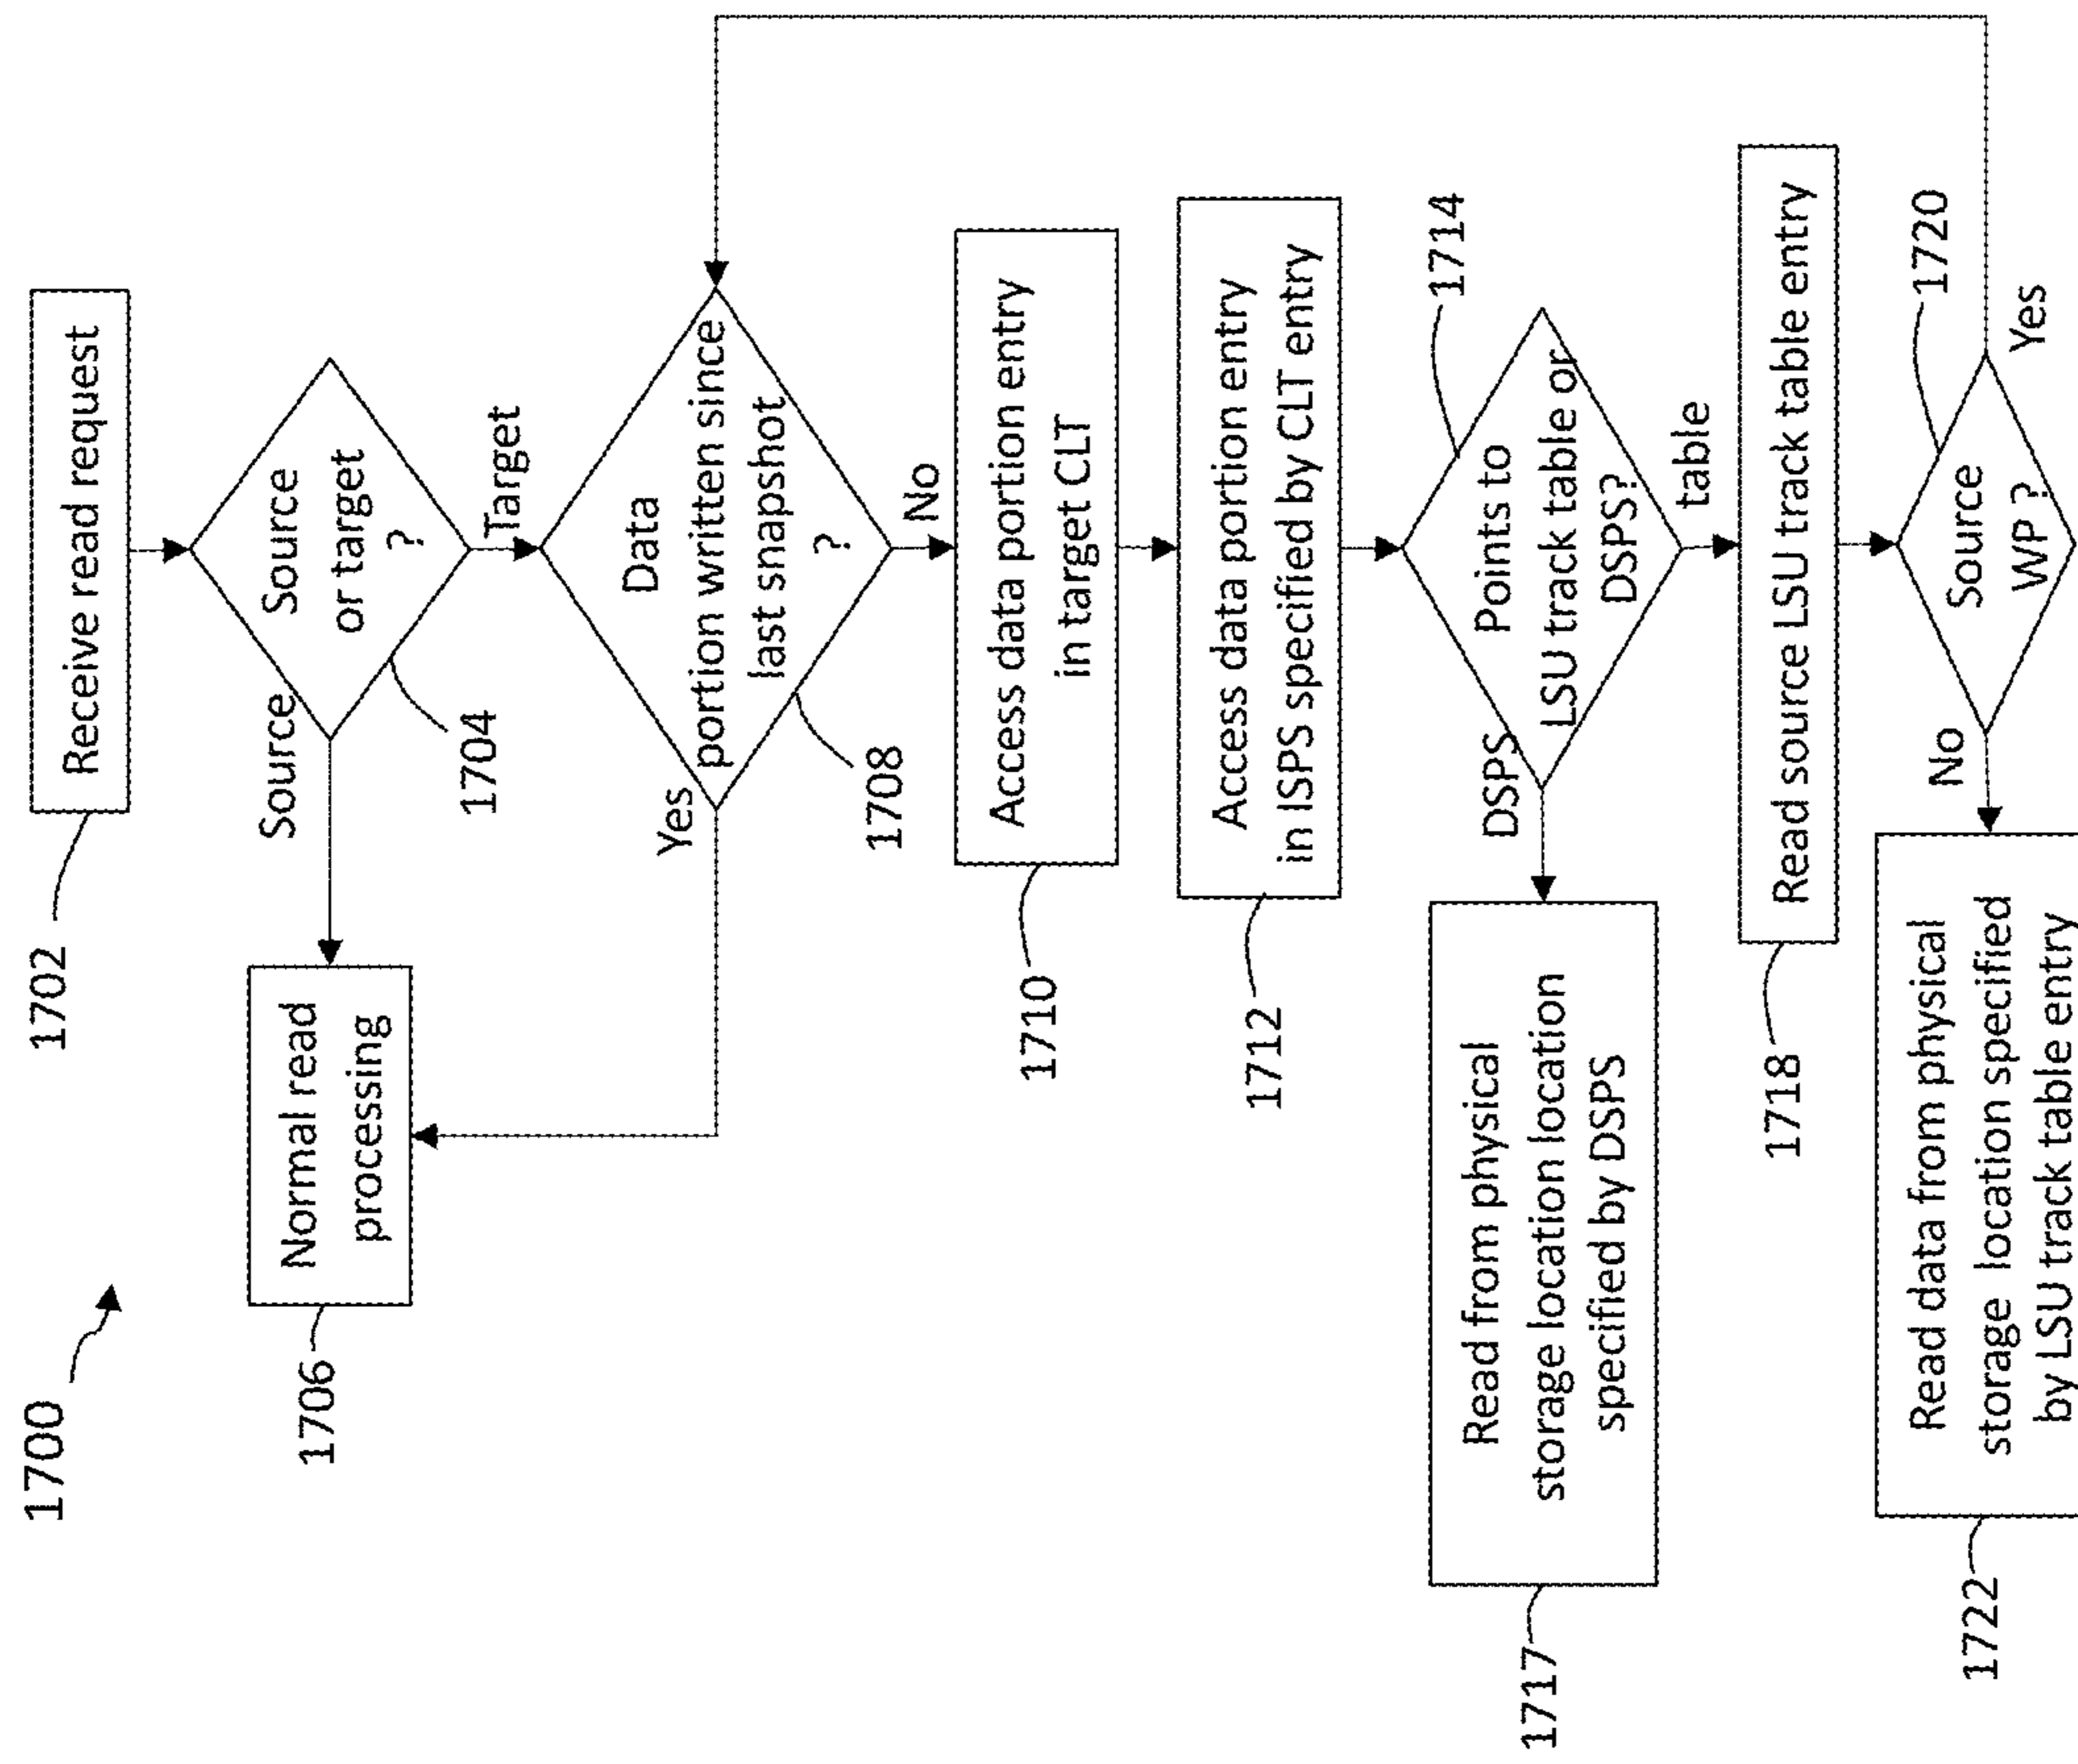 1700
1702
Receive read request
Source
or target
?
1704
Source
Target
Normal read
processing
1706
Data
portion written since
last snapshot
?
1708
Yes
No
Access data portion entry
in target CLT
1710
Access data portion entry
in ISPS specified by CLT entry
1712
Points to
LSU track table or
DSPS?
1714
DSPS
table
Read from physical
storage location location
specified by DSPS
1717
Read source LSU track table entry
1718
Source
WP ?
1720
Yes
No
Read data from physical
storage location specified
by LSU track table entry
1722